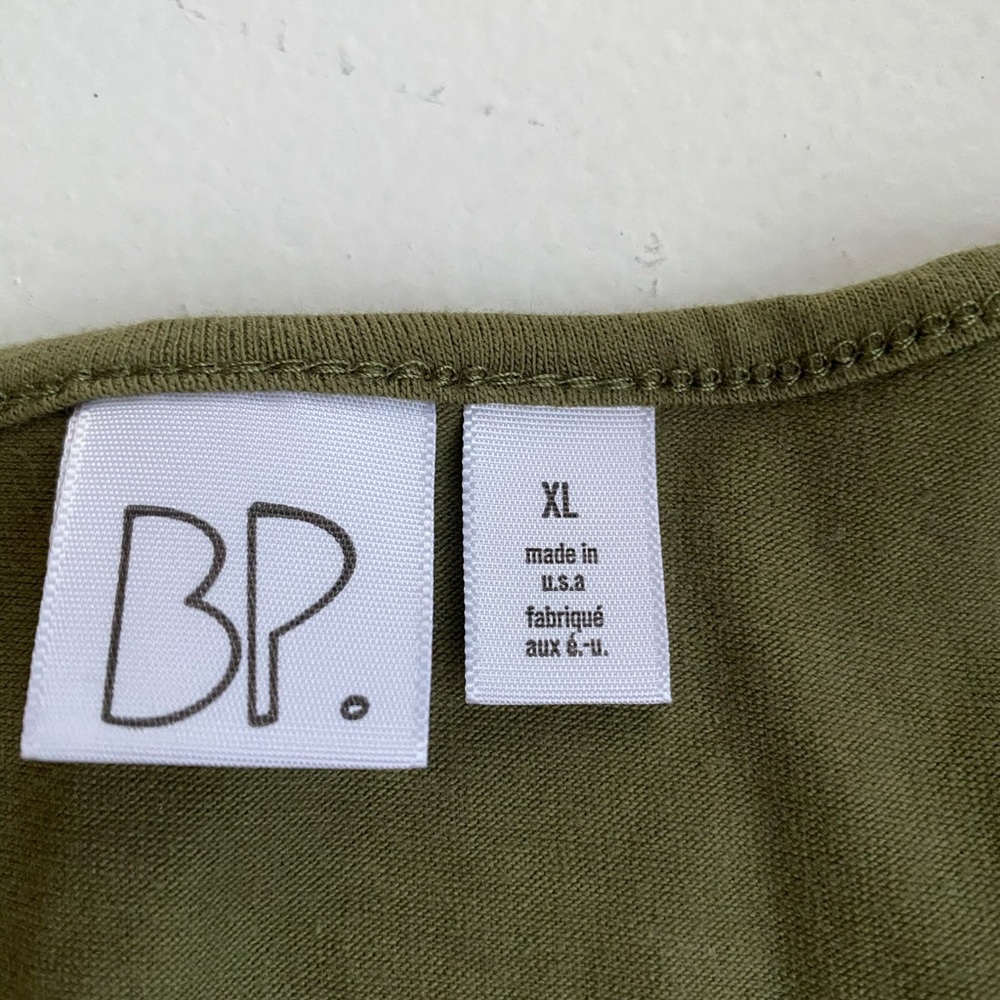 BP.
XL
made in
u.s.a
fabriqué
aux é.-u.